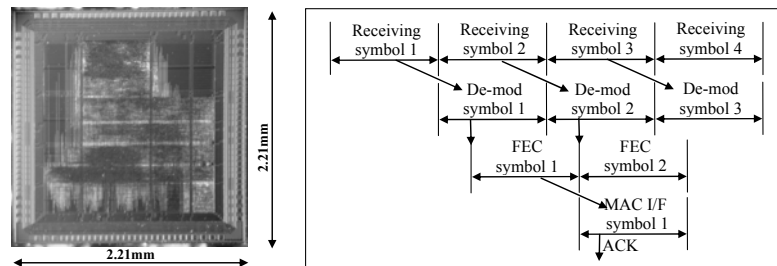 2.21mm
2.21mm
Receiving Receiving Receiving Receiving
symbol 1 symbol 2 symbol 3 symbol 4
De-mod De-mod De-mod
symbol 1 symbol 2 symbol 3
FEC FEC
symbol 1 symbol 2
MAC I/F
symbol 1
ACK